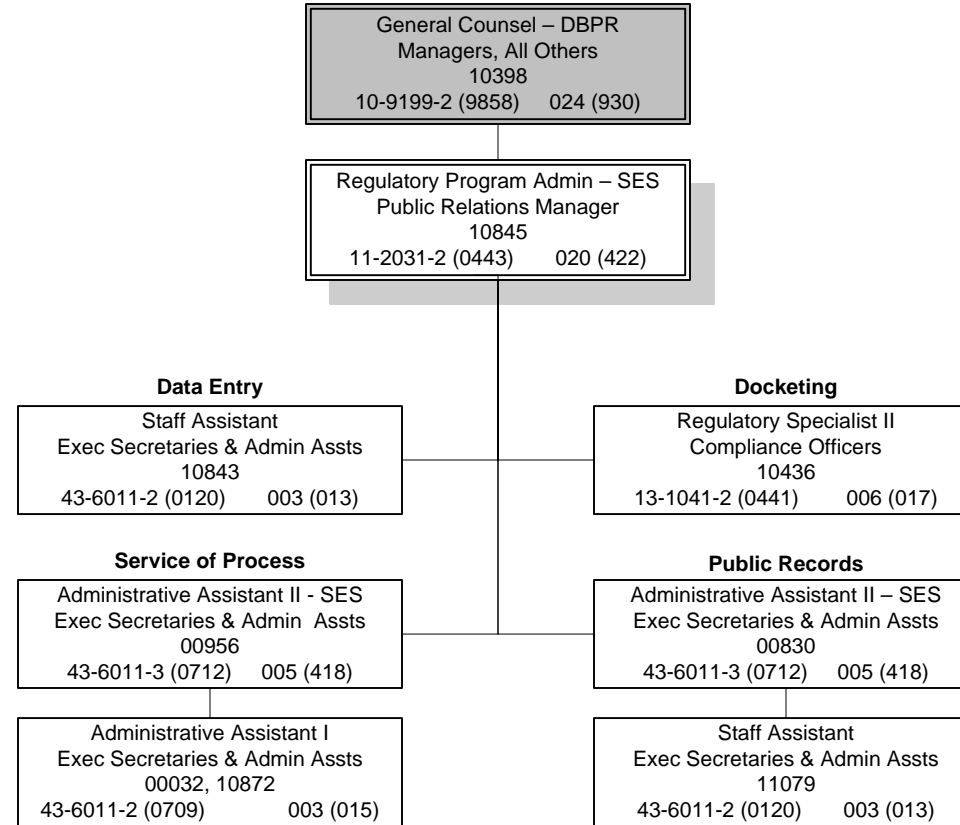 General Counsel – DBPR
Managers, All Others
10398
10-9199-2 (9858) 024 (930)
Regulatory Program Admin – SES
Public Relations Manager
10845
11-2031-2 (0443) 020 (422)
Data Entry
Staff Assistant
Exec Secretaries & Admin Assts
10843
43-6011-2 (0120) 003 (013)
Docketing
Regulatory Specialist II
Compliance Officers
10436
13-1041-2 (0441) 006 (017)
Service of Process
Administrative Assistant II - SES
Exec Secretaries & Admin Assts
00956
43-6011-3 (0712) 005 (418)
Administrative Assistant I
Exec Secretaries & Admin Assts
00032, 10872
43-6011-2 (0709) 003 (015)
Public Records
Administrative Assistant II – SES
Exec Secretaries & Admin Assts
00830
43-6011-3 (0712) 005 (418)
Staff Assistant
Exec Secretaries & Admin Assts
11079
43-6011-2 (0120) 003 (013)